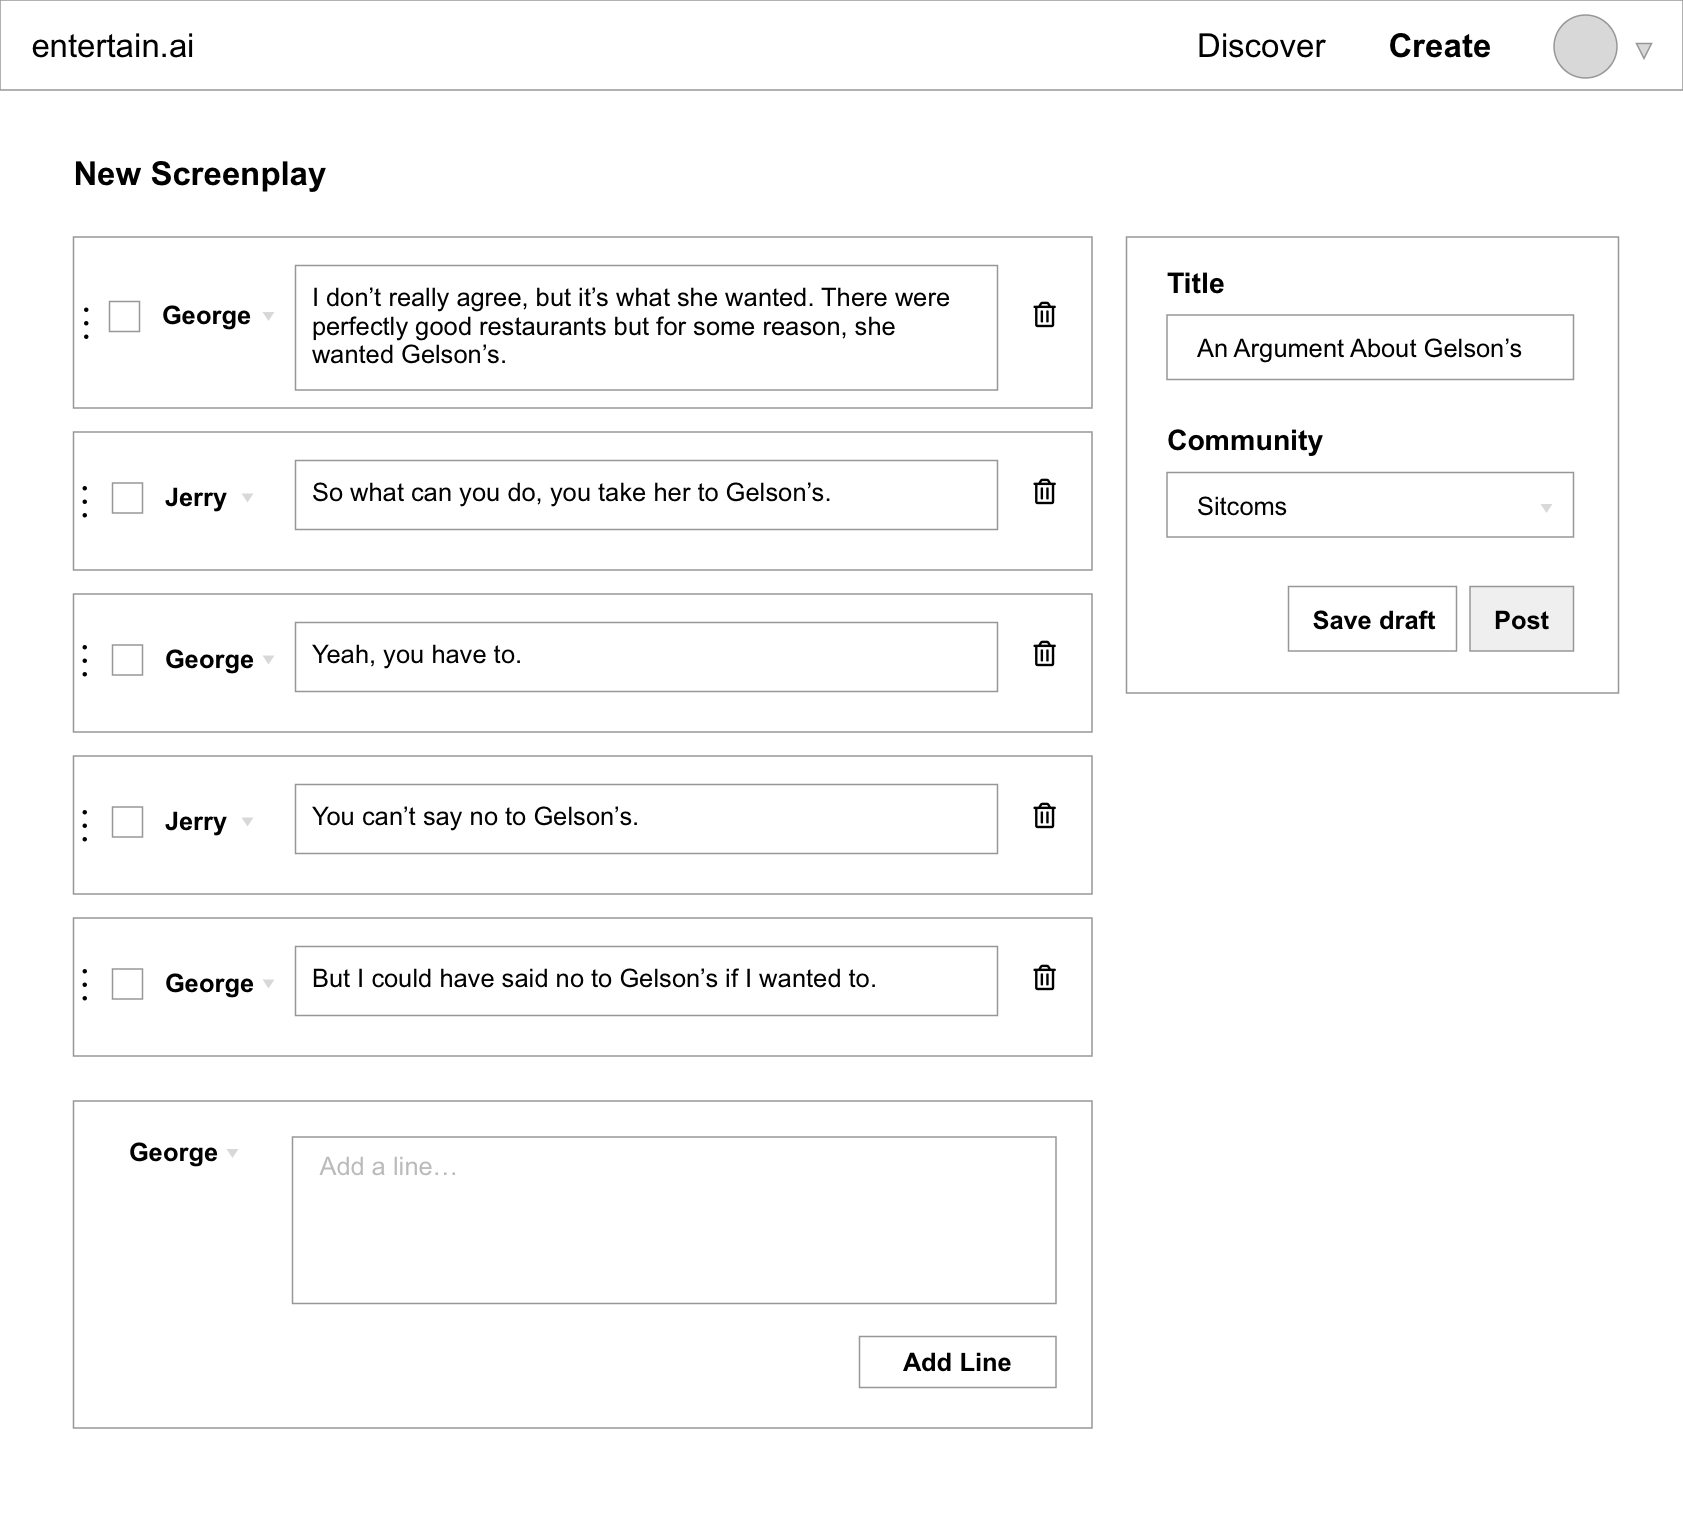 entertain.ai
Discover
Create
New Screenplay
George
I don’t really agree, but it’s what she wanted. There were
perfectly good restaurants but for some reason, she
wanted Gelson’s.
Jerry
So what can you do, you take her to Gelson’s.
George
Yeah, you have to.
Jerry
You can’t say no to Gelson’s.
George
But I could have said no to Gelson’s if I wanted to.
George
Add a line…
Add Line
Title
An Argument About Gelson’s
Community
Sitcoms
Save draft
Post